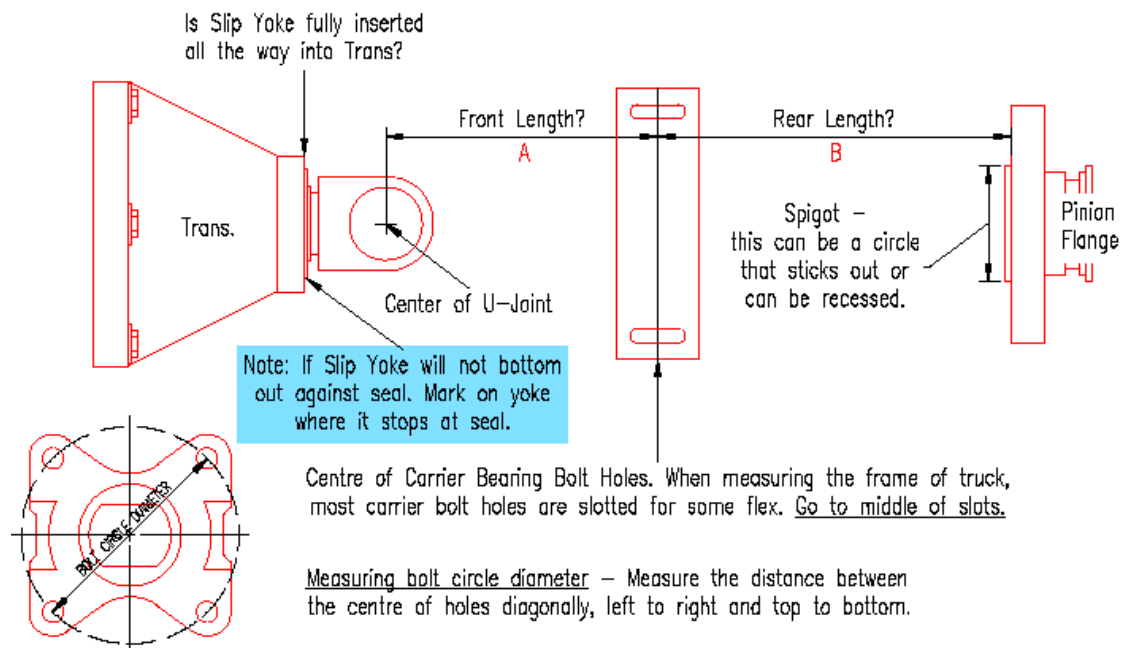 Is Slip Yoke fully inserted
all the way into Trans?
Front Length?
A
Rear Length?
B
Trans.
Spigot –
this can be a circle
that sticks out or
can be recessed.
Pinion
Flange
Center of U-Joint
Note: If Slip Yoke will not bottom
out against seal. Mark on yoke
where it stops at seal.
BOLT CIRCLE DIAMETER
Centre of Carrier Bearing Bolt Holes. When measuring the frame of truck,
most carrier bolt holes are slotted for some flex. Go to middle of slots.
Measuring bolt circle diameter – Measure the distance between
the centre of holes diagonally, left to right and top to bottom.